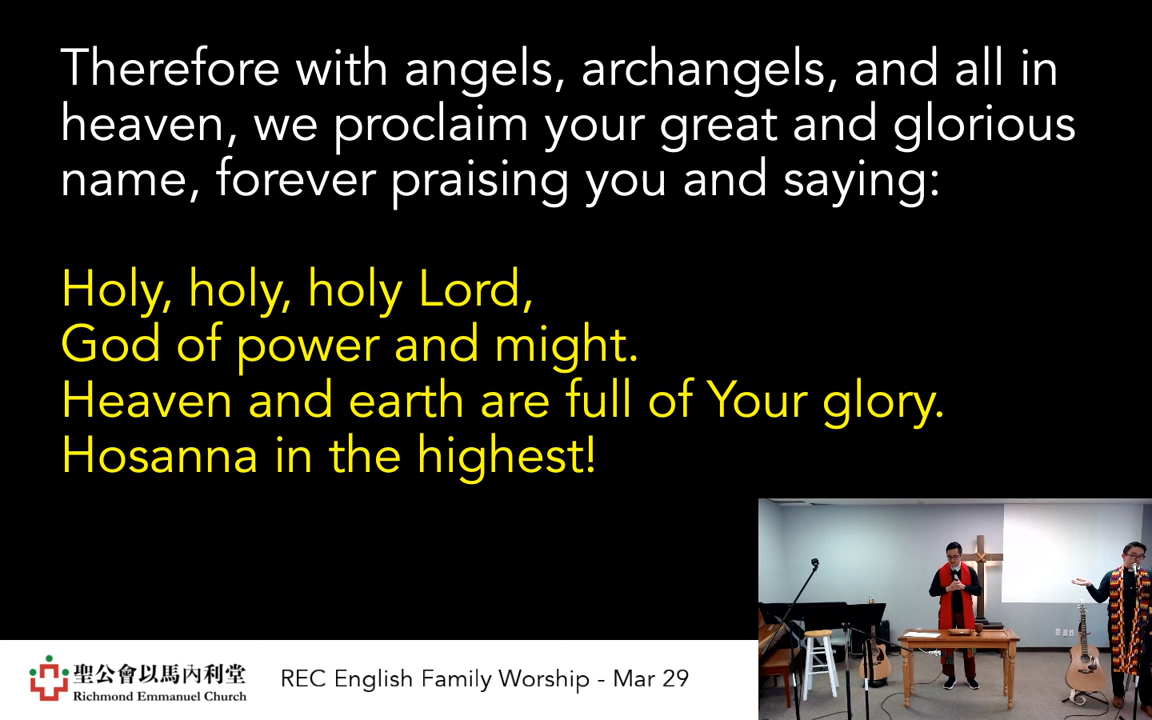 Therefore with angels, archangels, and all in
heaven, we proclaim your great and glorious
name, forever praising you and saying:
Holy, holy, holy Lord,
God of power and might.
Heaven and earth are full of Your glory.
Hosanna in the highest!
聖公會以馬內利堂
Richmond Emmanuel Church
REC English Family Worship - Mar 29